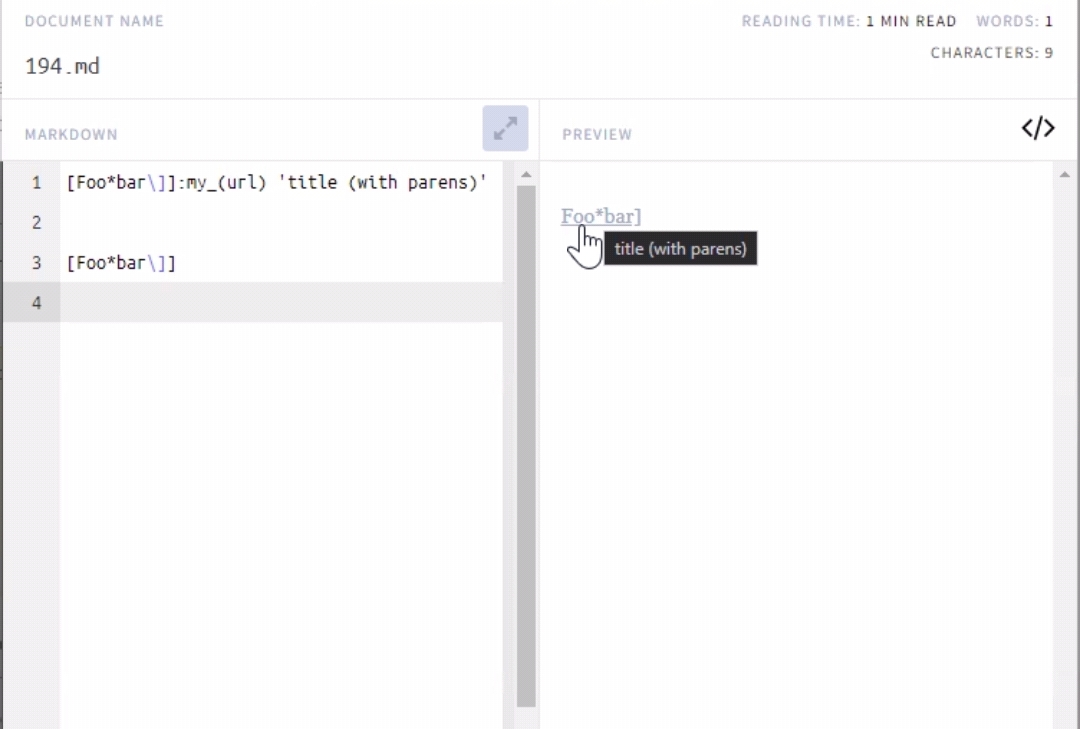 DOCUMENT NAME
READING TIME: 1 MIN READ WORDS: 1
CHARACTERS: 9
194.md
MARKDOWN
PREVIEW
</>
1 [Foo*bar\]]:my_(url) 'title (with parens)'
2
3 [Foo*bar\]]
4
Foo*bar]
title (with parens)